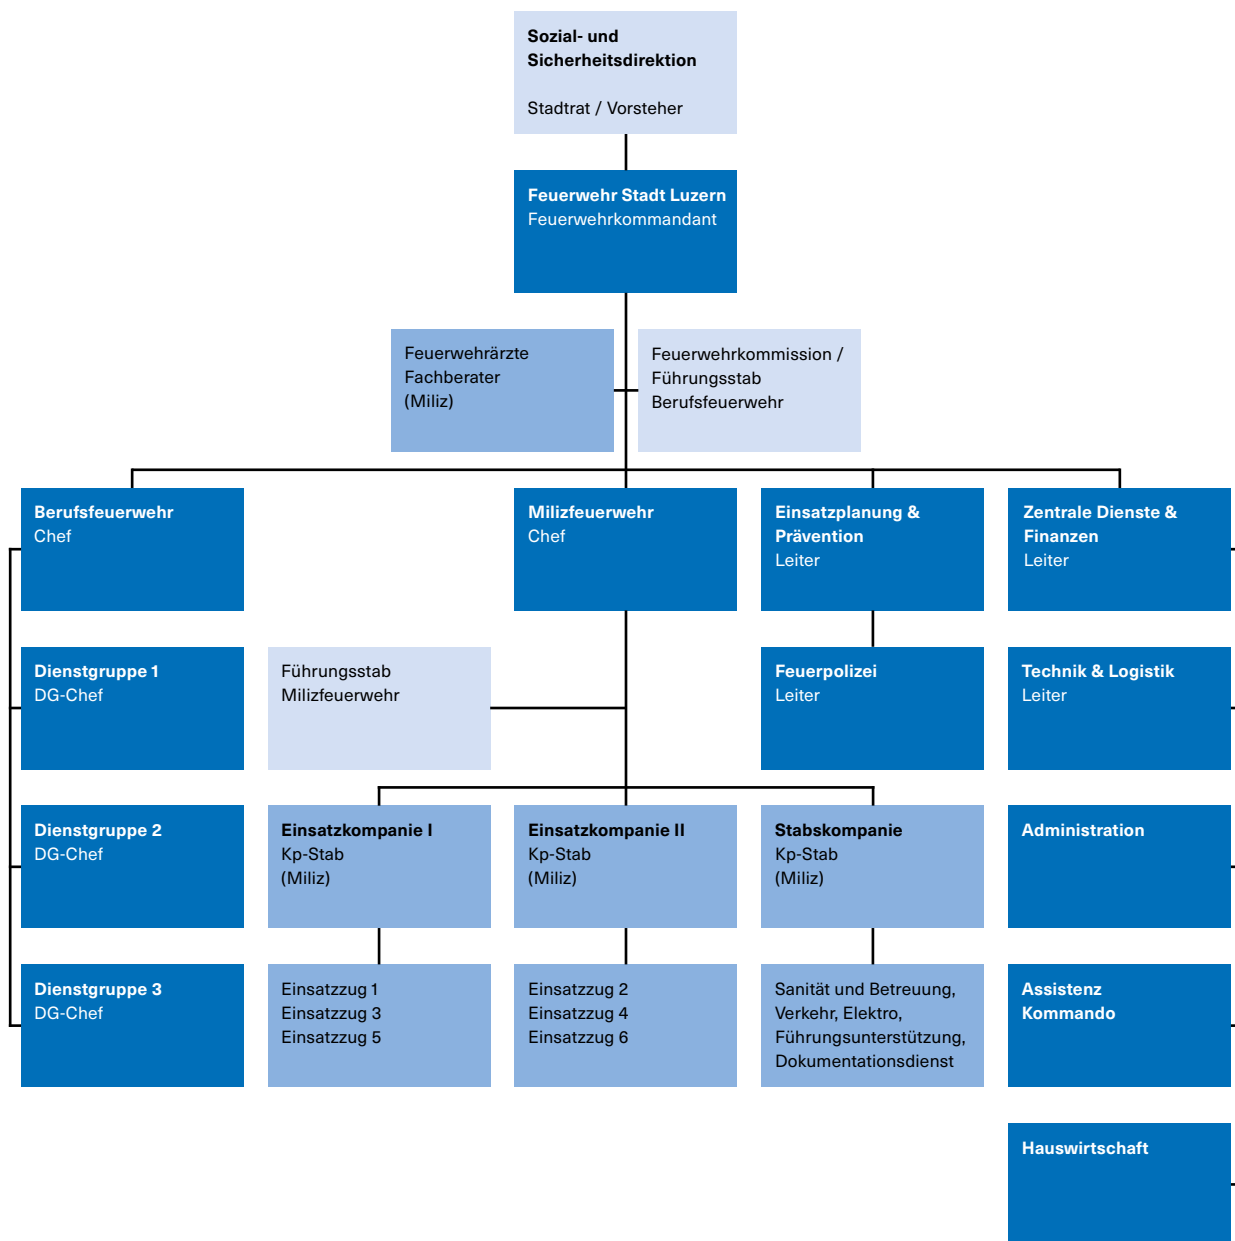 Sozial- und
Sicherheitsdirektion
Stadtrat / Vorsteher
Feuerwehr Stadt Luzern
Feuerwehrkommandant
Feuerwehrärzte
Fachberater
(Miliz)
Feuerwehrkommission /
Führungsstab
Berufsfeuerwehr
Berufsfeuerwehr
Chef
Milizfeuerwehr
Chef
Einsatzplanung &
Prävention
Leiter
Zentrale Dienste &
Finanzen
Leiter
Dienstgruppe 1
DG-Chef
Führungsstab
Milizfeuerwehr
Feuerpolizei
Leiter
Technik & Logistik
Leiter
Dienstgruppe 2
DG-Chef
Einsatzkompanie I
Kp-Stab
(Miliz)
Einsatzkompanie II
Kp-Stab
(Miliz)
Stabskompanie
Kp-Stab
(Miliz)
Administration
Dienstgruppe 3
DG-Chef
Einsatzzug 1
Einsatzzug 3
Einsatzzug 5
Einsatzzug 2
Einsatzzug 4
Einsatzzug 6
Sanität und Betreuung,
Verkehr, Elektro,
Führungsunterstützung,
Dokumentationsdienst
Assistenz
Kommando
Hauswirtschaft